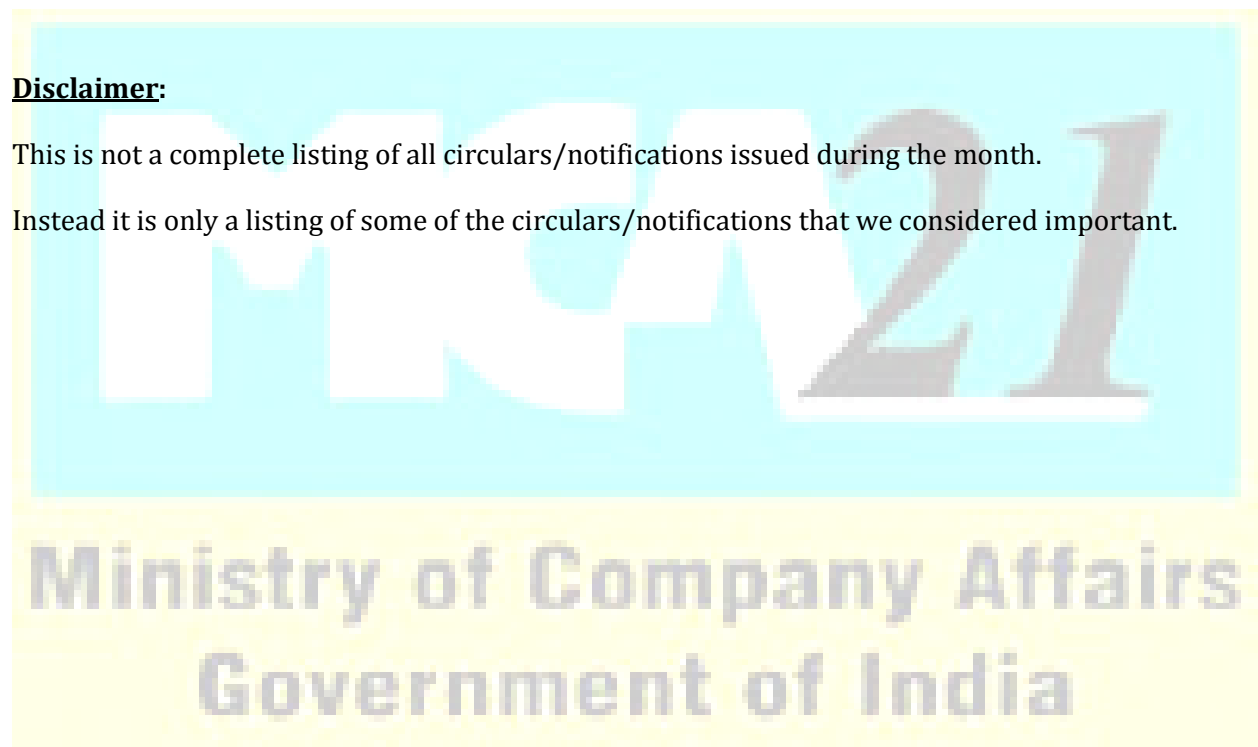 Disclaimer:
This is not a complete listing of all circulars/notifications issued during the month.
Instead it is only a listing of some of the circulars/notifications that we considered important.
MCA21
Ministry of Company Affairs
Government of India